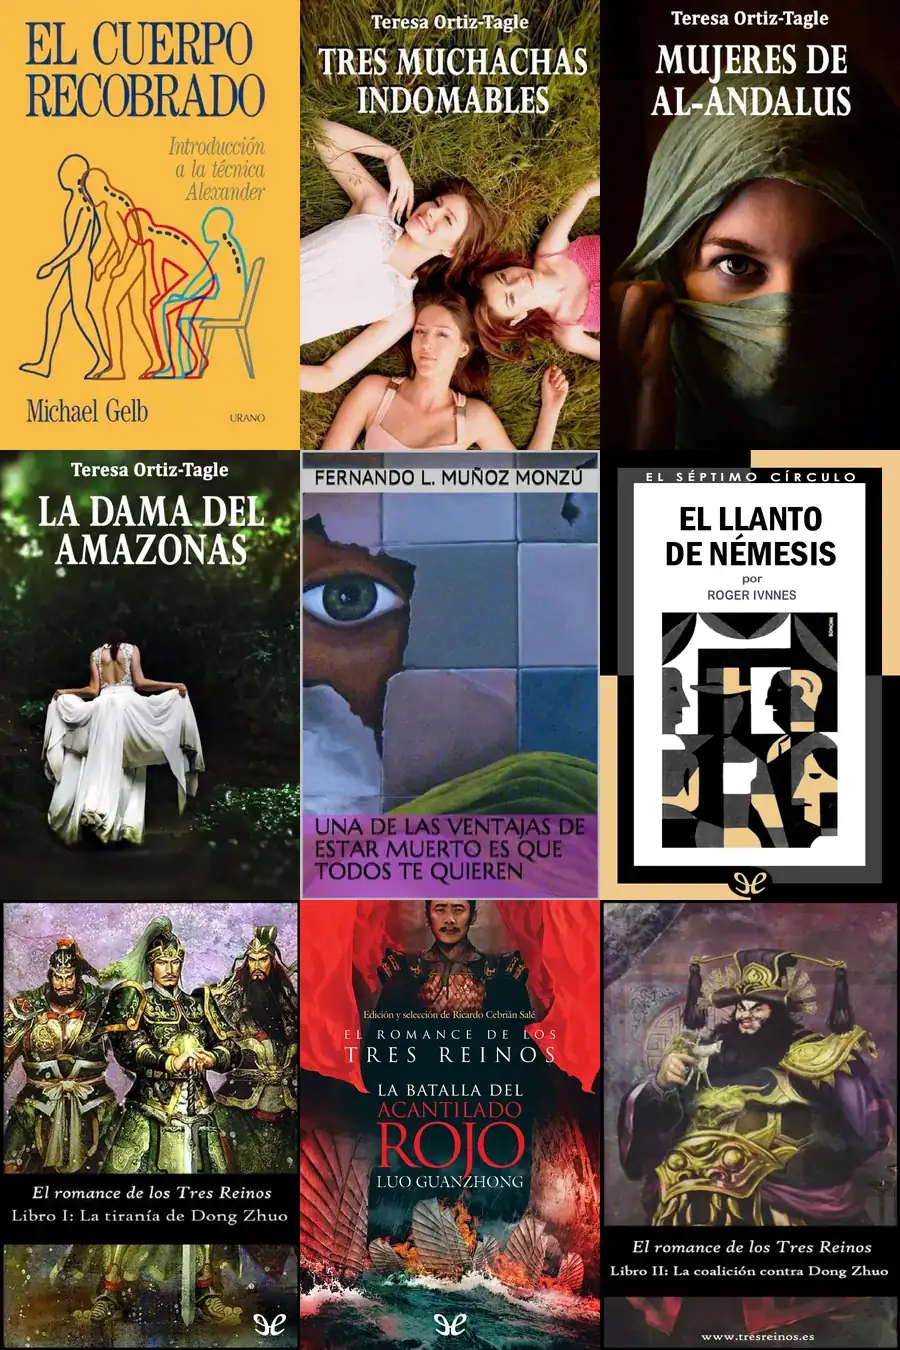 EL CUERPO
RECOBRADO
Introducción
a la técnica
Alexander
Michael Gelb
URANO
Teresa Ortiz-Tagle
TRES MUCHACHAS
INDOMABLES
Teresa Ortiz-Tagle
MUJERES DE
AL-ANDALUS
Teresa Ortiz-Tagle
LA DAMA DEL
AMAZONAS
FERNANDO L. MUÑOZ MONZÚ
UNA DE LAS VENTAJAS DE
ESTAR MUERTO ES QUE
TODOS TE QUIEREN
EL SÉPTIMO CÍRCULO
EL LLANTO
DE NÉMESIS
por
ROGER IVNNES
BONOMI
El romance de los Tres Reinos
Libro I: La tiranía de Dong Zhuo
Edición y selección de Ricardo Cebrián Salé
EL ROMANCE DE LOS
TRES REINOS
LA BATALLA DEL
ACANTILADO
ROJO
LUO GUANZHONG
El romance de los Tres Reinos
Libro II: La coalición contra Dong Zhuo
www.tresreinos.es